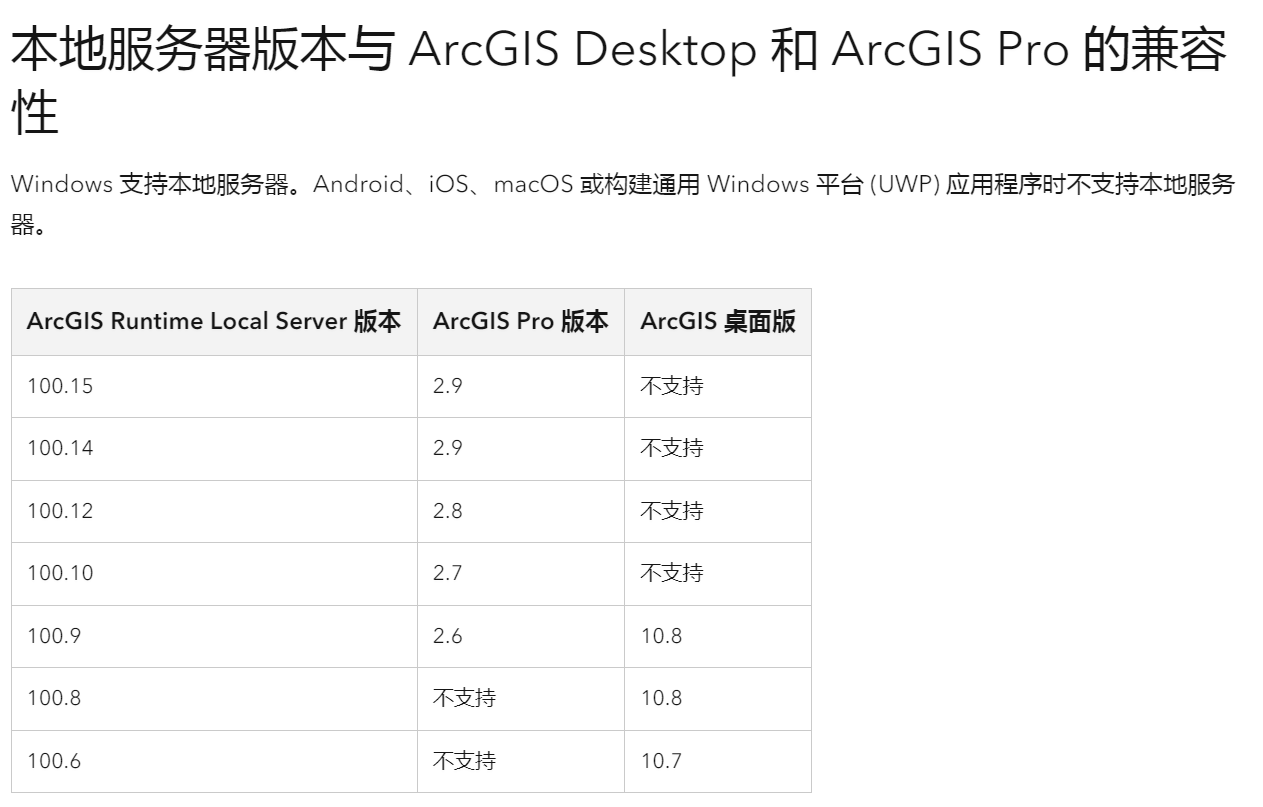 本地服务器版本与 ArcGIS Desktop 和 ArcGIS Pro 的兼容
性
Windows 支持本地服务器。Android、iOS、macOS 或构建通用 Windows 平台 (UWP) 应用程序时不支持本地服务
器。
ArcGIS Runtime Local Server 版本 ArcGIS Pro 版本 ArcGIS 桌面版
100.15 2.9 不支持
100.14 2.9 不支持
100.12 2.8 不支持
100.10 2.7 不支持
100.9 2.6 10.8
100.8 不支持 10.8
100.6 不支持 10.7